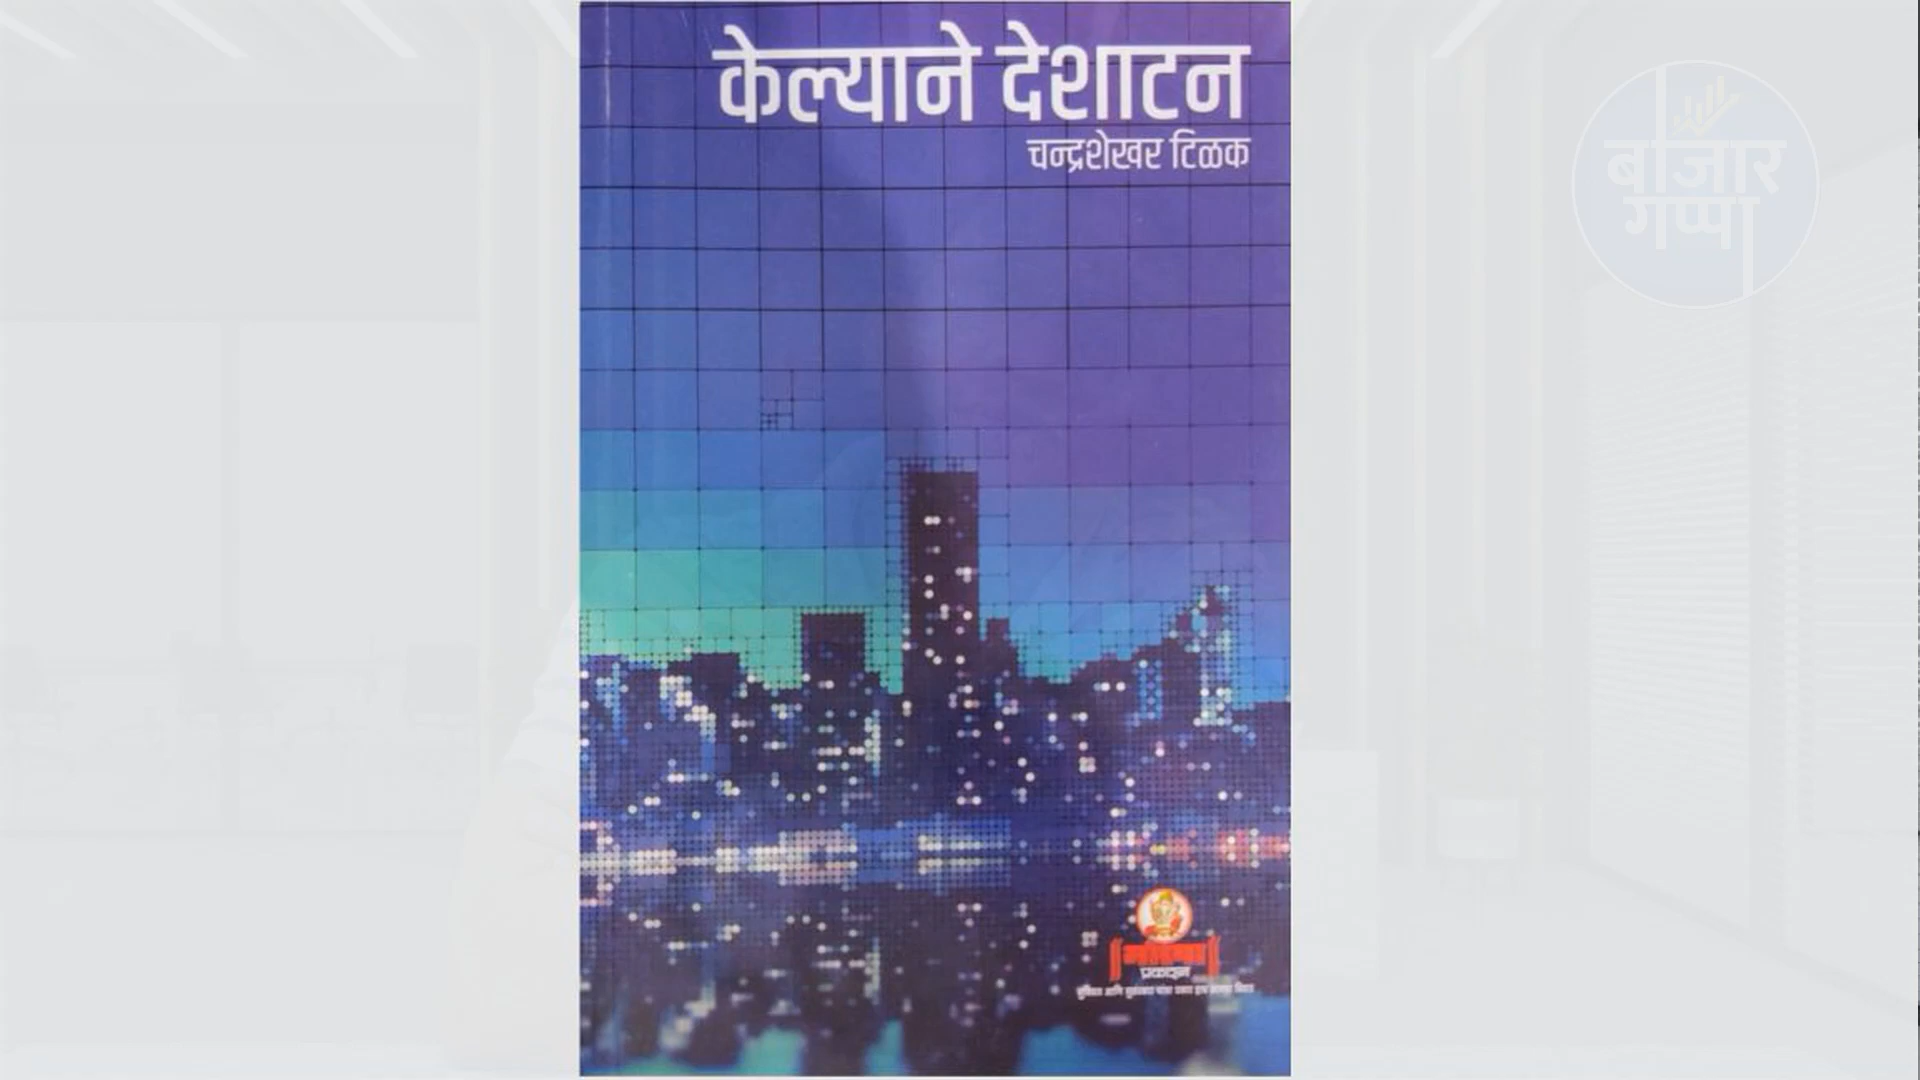 केल्याने देशाटन
चन्द्रशेखर टिळक
बाजार
गप्पा
प्रकाशन